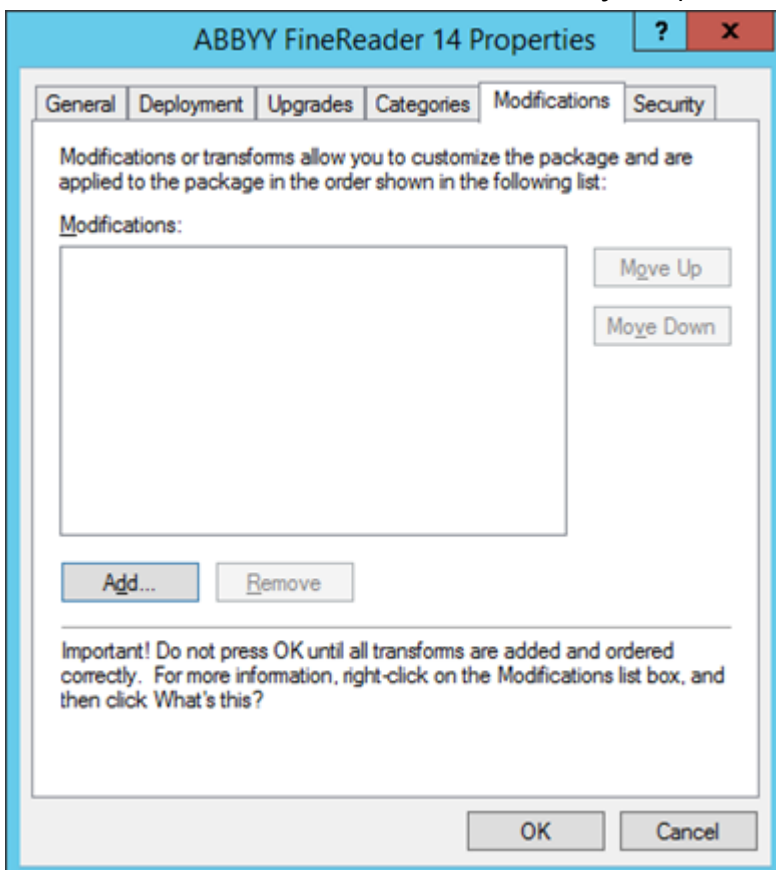 ABBYY FineReader 14 Properties ? x
General Deployment Upgrades Categories Modifications Security
Modifications or transforms allow you to customize the package and are
applied to the package in the order shown in the following list:
Modifications:
Move Up
Move Down
Add... Remove
Important! Do not press OK until all transforms are added and ordered
correctly. For more information, right-click on the Modifications list box, and
then click What's this?
OK Cancel